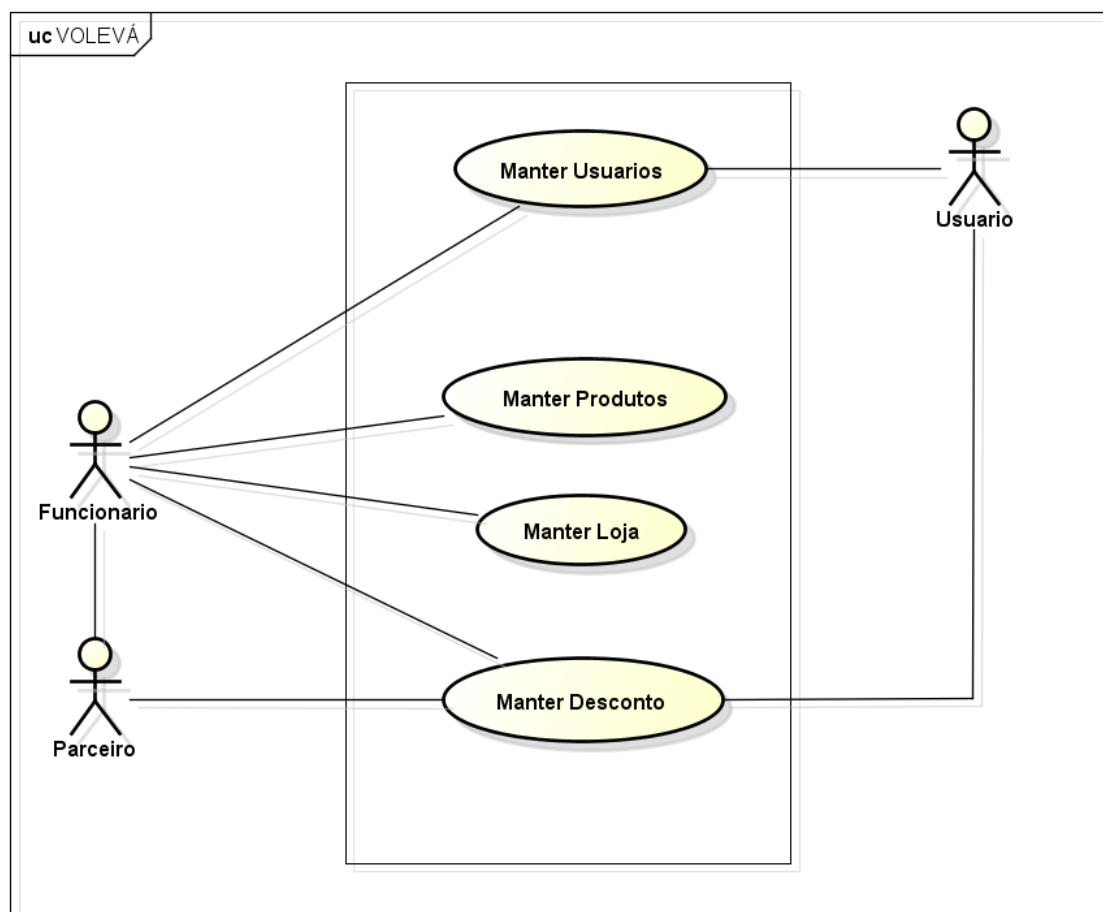 uc VOLEVÁ
Manter Usuarios
Usuario
Manter Produtos
Funcionario
Manter Loja
Manter Desconto
Parceiro